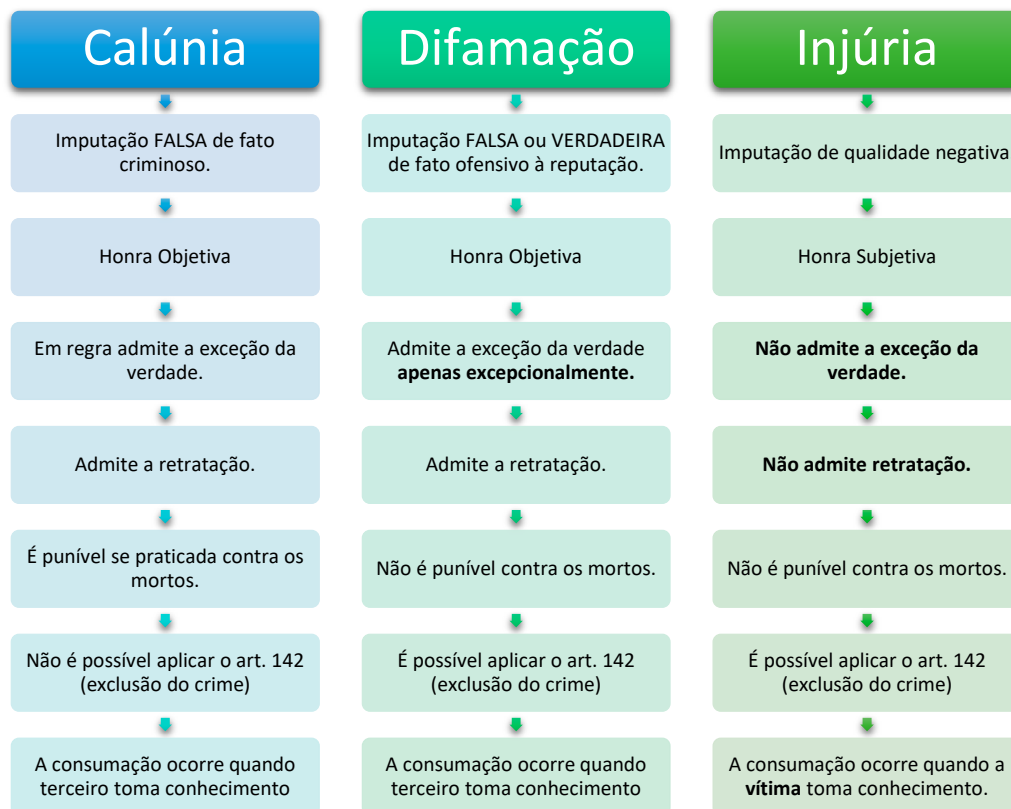 Calúnia
Imputação FALSA de fato
criminoso.
Honra Objetiva
Em regra admite a exceção da
verdade.
Admite a retratação.
É punível se praticada contra os
mortos.
Não é possível aplicar o art. 142
(exclusão do crime)
A consumação ocorre quando
terceiro toma conhecimento
Difamação
Imputação FALSA ou VERDADEIRA
de fato ofensivo à reputação.
Honra Objetiva
Admite a exceção da verdade
apenas excepcionalmente.
Admite a retratação.
Não é punível contra os mortos.
É possível aplicar o art. 142
(exclusão do crime)
A consumação ocorre quando
terceiro toma conhecimento
Injúria
Imputação de qualidade negativa
Honra Subjetiva
Não admite a exceção da
verdade.
Não admite retratação.
Não é punível contra os mortos.
É possível aplicar o art. 142
(exclusão do crime)
A consumação ocorre quando a
vítima toma conhecimento.